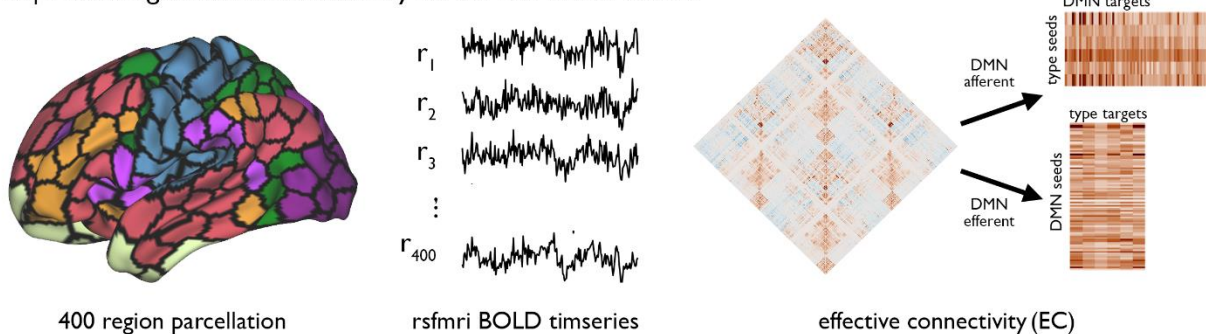 DMN targets
type seeds
r1
r2
r3
⋮
r400
DMN
afferent
DMN
efferent
type targets
DMN seeds
400 region parcellation
rsfmri BOLD timseries
effective connectivity (EC)